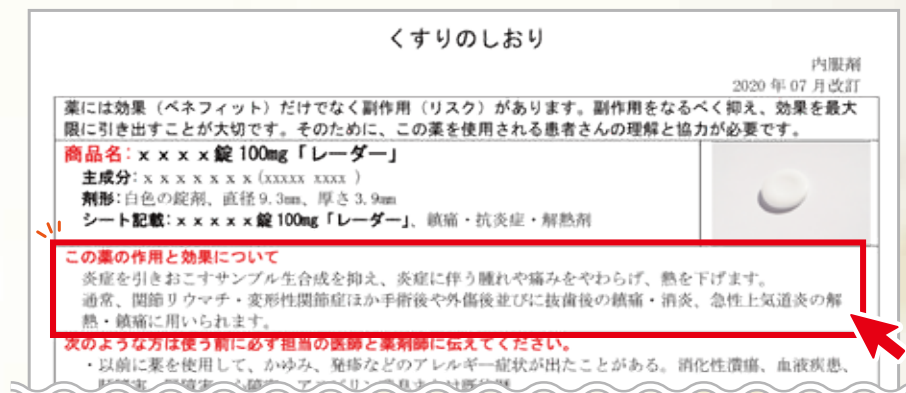 くすりのしおり
内服剤
2020 年 07 月改訂
薬には効果（ベネフィット）だけでなく副作用（リスク）があります。副作用をなるべく抑え、効果を最大
限に引き出すことが大切です。そのために、この薬を使用される患者さんの理解と協力が必要です。
商品名：ｘｘｘｘ錠 100mg「レーダー」
主成分：ｘｘｘｘｘｘｘ(xxxxx xxxx )
剤形：白色の錠剤、直径 9.3mm、厚さ 3.9mm
シート記載：ｘｘｘｘｘ錠 100mg「レーダー」、鎮痛・抗炎症・解熱剤
この薬の作用と効果について
炎症を引きおこすサンプル生合成を抑え、炎症に伴う腫れや痛みをやわらげ、熱を下げます。
通常、関節リウマチ・変形性関節症ほか手術後や外傷後並びに抜歯後の鎮痛・消炎、急性上気道炎の解
熱・鎮痛に用いられます。
次のような方は使う前に必ず担当の医師と薬剤師に伝えてください。
・以前に薬を使用して、かゆみ、発疹などのアレルギー症状が出たことがある。消化性潰瘍、血液疾患、